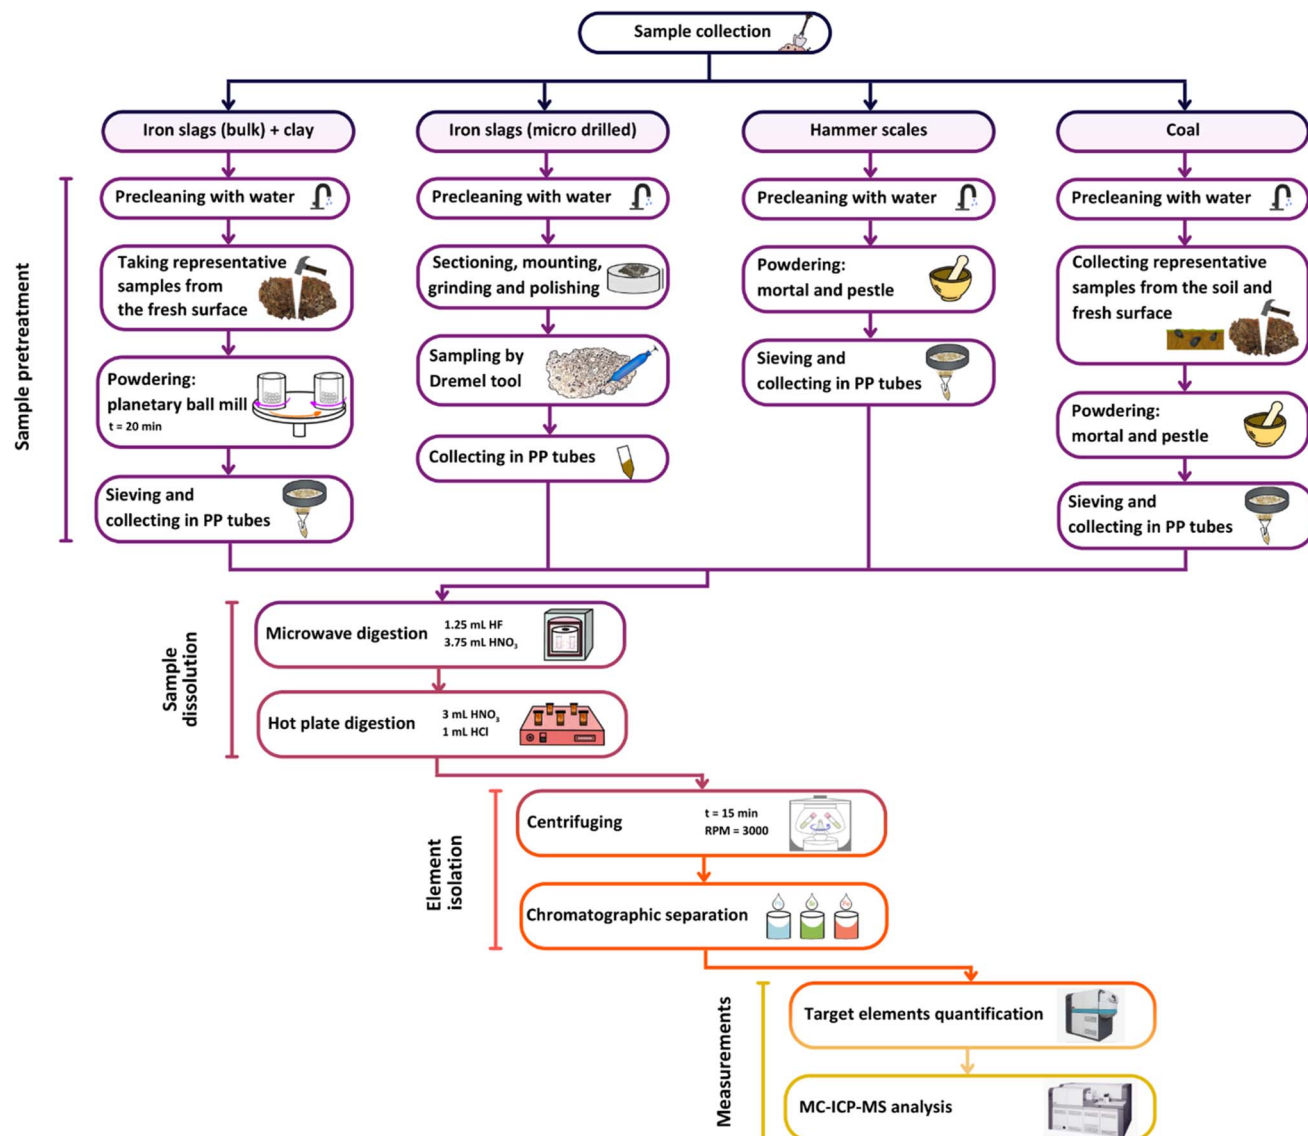 Sample collection
Iron slags (bulk) + clay
Iron slags (micro drilled)
Hammer scales
Coal
Sample pretreatment
Precleaning with water
Taking representative
samples from
the fresh surface
Powdering:
planetary ball mill
t = 20 min
Sieving and
collecting in PP tubes
Precleaning with water
Sectioning, mounting,
grinding and polishing
Sampling by
Dremel tool
Collecting in PP tubes
Precleaning with water
Powdering:
mortal and pestle
Sieving and
collecting in PP tubes
Precleaning with water
Collecting representative
samples from the soil and
fresh surface
Powdering:
mortal and pestle
Sieving and
collecting in PP tubes
Sample
dissolution
Microwave digestion
1.25 mL HF
3.75 mL HNO₃
Hot plate digestion
3 mL HNO₃
1 mL HCl
Element
isolation
Centrifuging
t = 15 min
RPM = 3000
Chromatographic separation
Measurements
Target elements quantification
MC-ICP-MS analysis